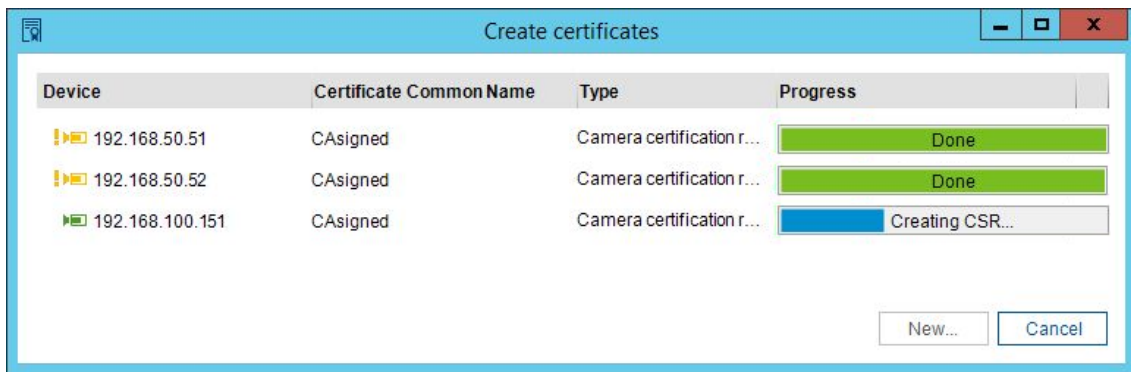 Create certificates
Device Certificate Common Name Type Progress
192.168.50.51 CAsigned Camera certification r... Done
192.168.50.52 CAsigned Camera certification r... Done
192.168.100.151 CAsigned Camera certification r... Creating CSR...
New... Cancel